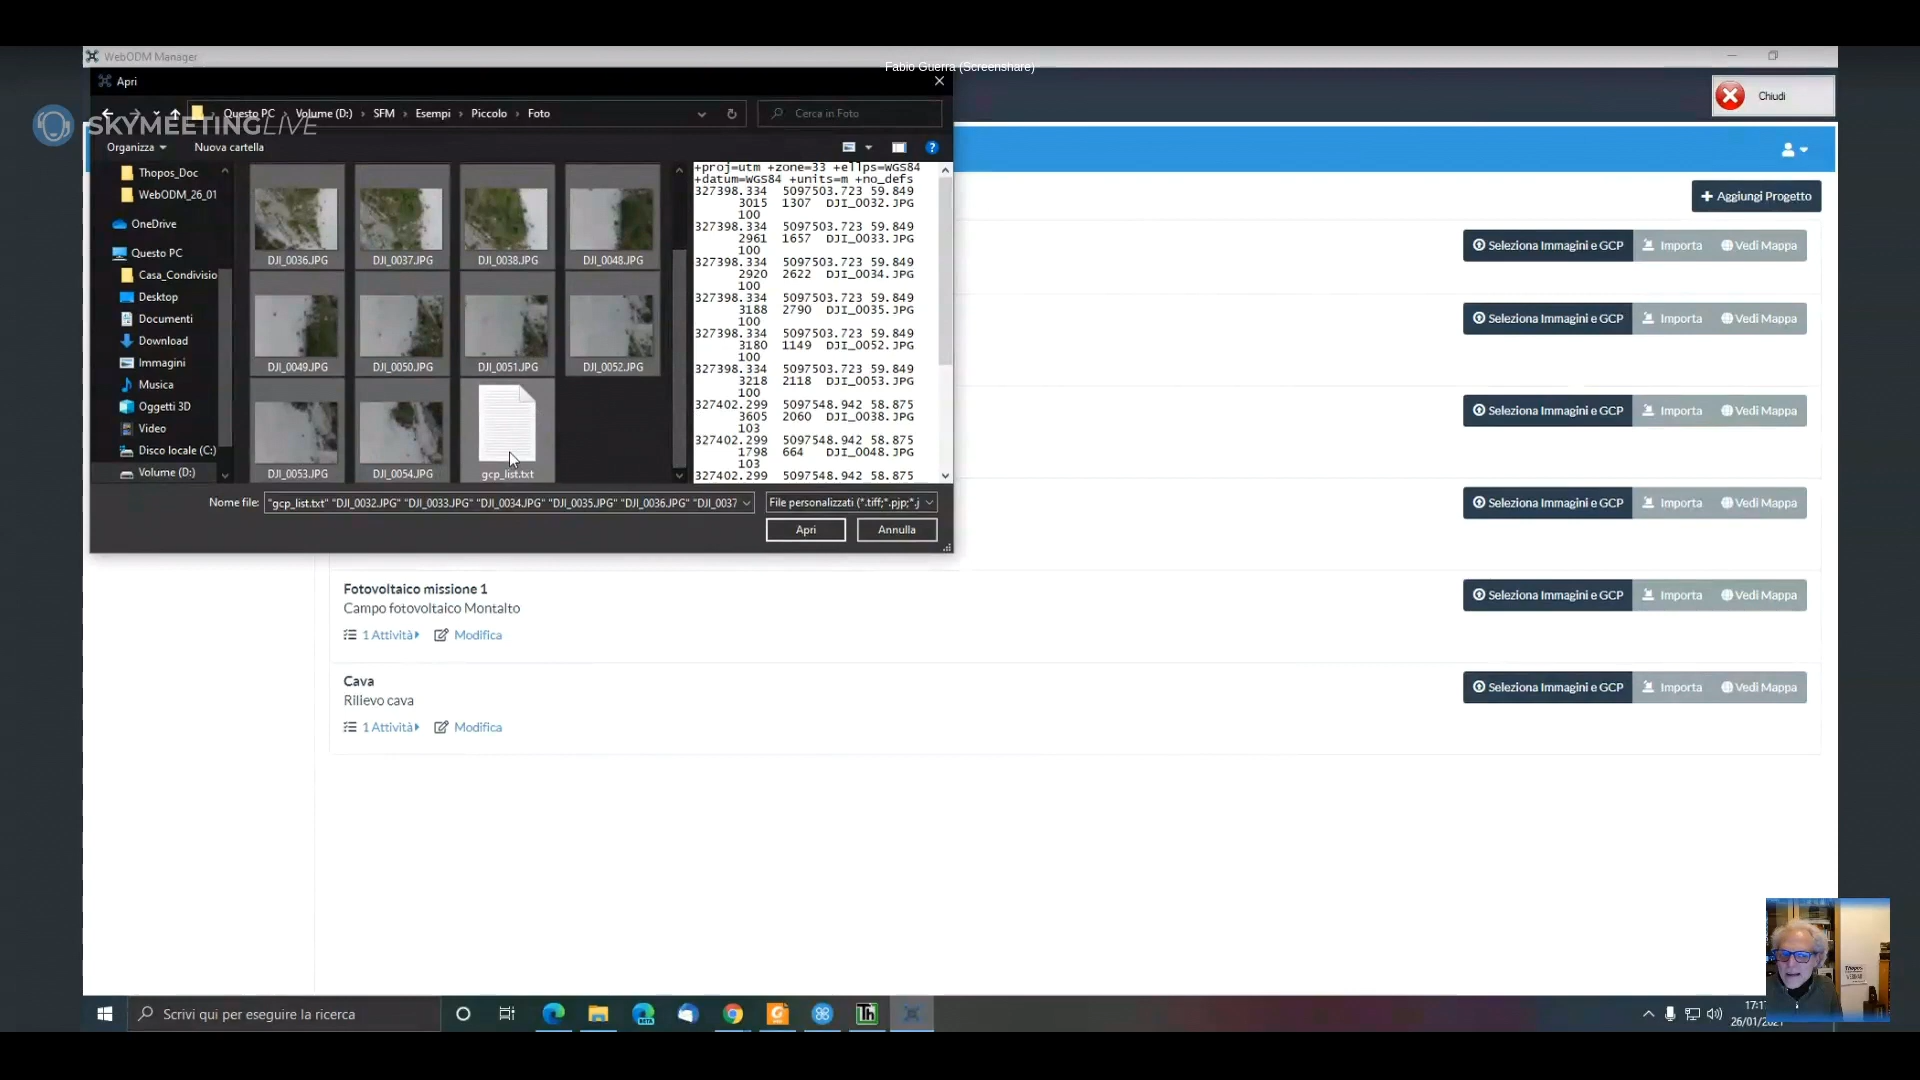 WebODM Manager
Fabio Guerra (Screenshare)
Apri
Chiudi
Questo PC > Volume (D:) > SFM > Esempi > Piccolo > Foto
Cerca in Foto
SKYMEETINGLIVE
Organizza
Nuova cartella
Thopos_Doc
WebODM_26_01
OneDrive
Questo PC
Casa_Condivisio
Desktop
Documenti
Download
Immagini
Musica
Oggetti 3D
Video
Disco locale (C:)
Volume (D:)
DJI_0036.JPG
DJI_0037.JPG
DJI_0038.JPG
DJI_0048.JPG
DJI_0049.JPG
DJI_0050.JPG
DJI_0051.JPG
DJI_0052.JPG
DJI_0053.JPG
DJI_0054.JPG
gcp_list.txt
+proj=utm +zone=33 +ellps=WGS84
+datum=WGS84 +units=m +no_defs
327398.334 5097503.723 59.849
3015 1307 DJI_0032.JPG
100
327398.334 5097503.723 59.849
2961 1657 DJI_0033.JPG
100
327398.334 5097503.723 59.849
2920 2622 DJI_0034.JPG
100
327398.334 5097503.723 59.849
3188 2790 DJI_0035.JPG
100
327398.334 5097503.723 59.849
3180 1149 DJI_0052.JPG
100
327398.334 5097503.723 59.849
3218 2118 DJI_0053.JPG
100
327402.299 5097548.942 58.875
3605 2060 DJI_0038.JPG
103
327402.299 5097548.942 58.875
1798 664 DJI_0048.JPG
103
327402.299 5097548.942 58.875
Nome file:
"gcp_list.txt" "DJI_0032.JPG" "DJI_0033.JPG" "DJI_0034.JPG" "DJI_0035.JPG" "DJI_0036.JPG" "DJI_0037
File personalizzati (*.tiff;*.pjp;*.j
Apri
Annulla
+ Aggiungi Progetto
Seleziona Immagini e GCP Importa Vedi Mappa
Seleziona Immagini e GCP Importa Vedi Mappa
Seleziona Immagini e GCP Importa Vedi Mappa
Seleziona Immagini e GCP Importa Vedi Mappa
Fotovoltaico missione 1
Campo fotovoltaico Montalto
1 Attività
Modifica
Seleziona Immagini e GCP Importa Vedi Mappa
Cava
RIlievo cava
1 Attività
Modifica
Seleziona Immagini e GCP Importa Vedi Mappa
Scrivi qui per eseguire la ricerca
BETA
Th
17:1
26/01/2
Thopos